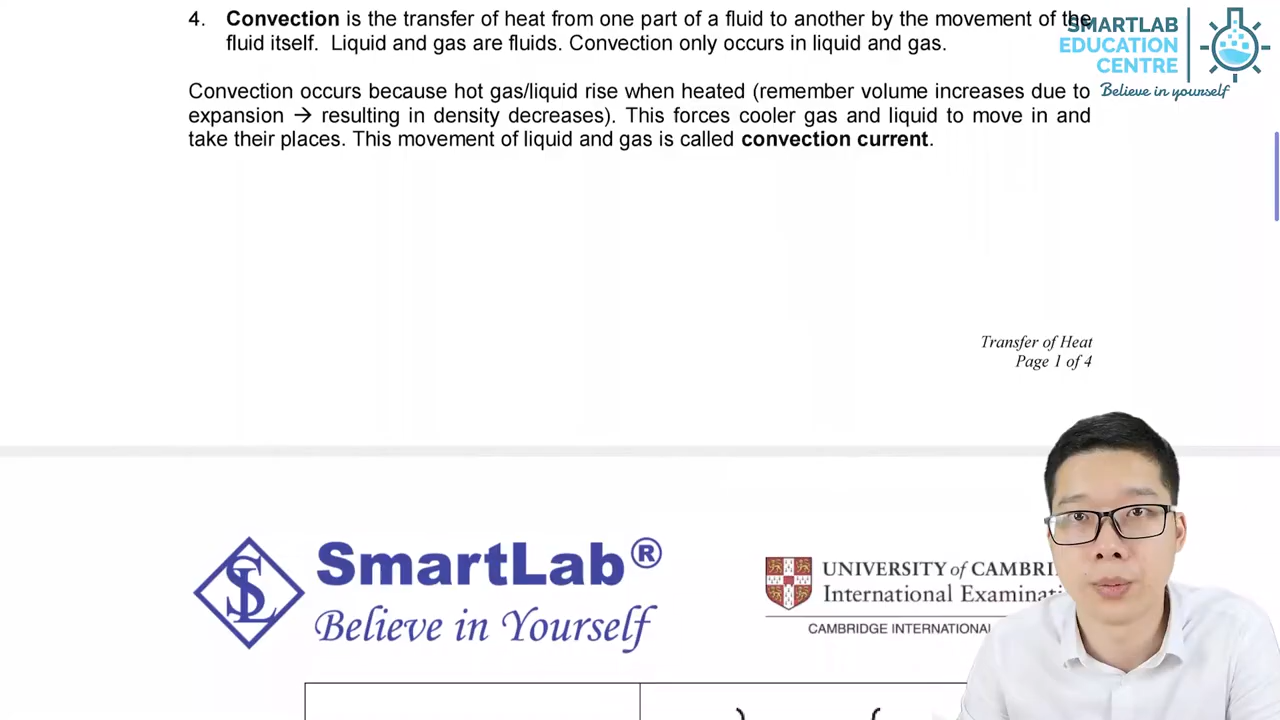 4. Convection is the transfer of heat from one part of a fluid to another by the movement of the
fluid itself. Liquid and gas are fluids. Convection only occurs in liquid and gas.
SMARTLAB
EDUCATION
CENTRE
Believe in yourself
Convection occurs because hot gas/liquid rise when heated (remember volume increases due to
expansion → resulting in density decreases). This forces cooler gas and liquid to move in and
take their places. This movement of liquid and gas is called convection current.
Transfer of Heat
Page 1 of 4
SL
SmartLab®
Believe in Yourself
UNIVERSITY of CAMBRI
International Examinati
CAMBRIDGE INTERNATIONAL